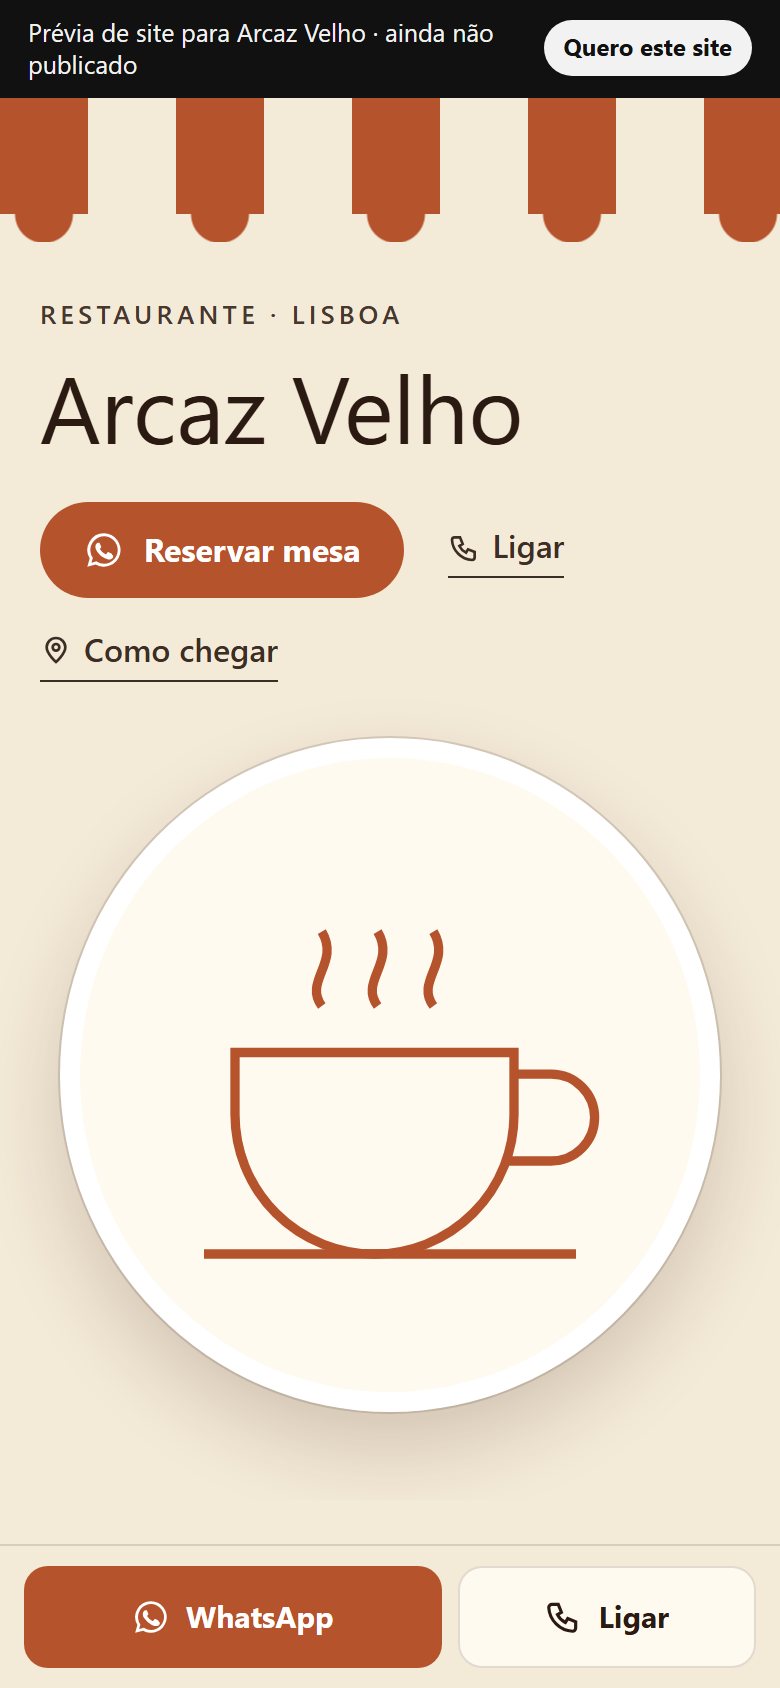 Prévia de site para Arcaz Velho · ainda não
publicado
Quero este site
RESTAURANTE · LISBOA
Arcaz Velho
Reservar mesa
Ligar
Como chegar
WhatsApp
Ligar